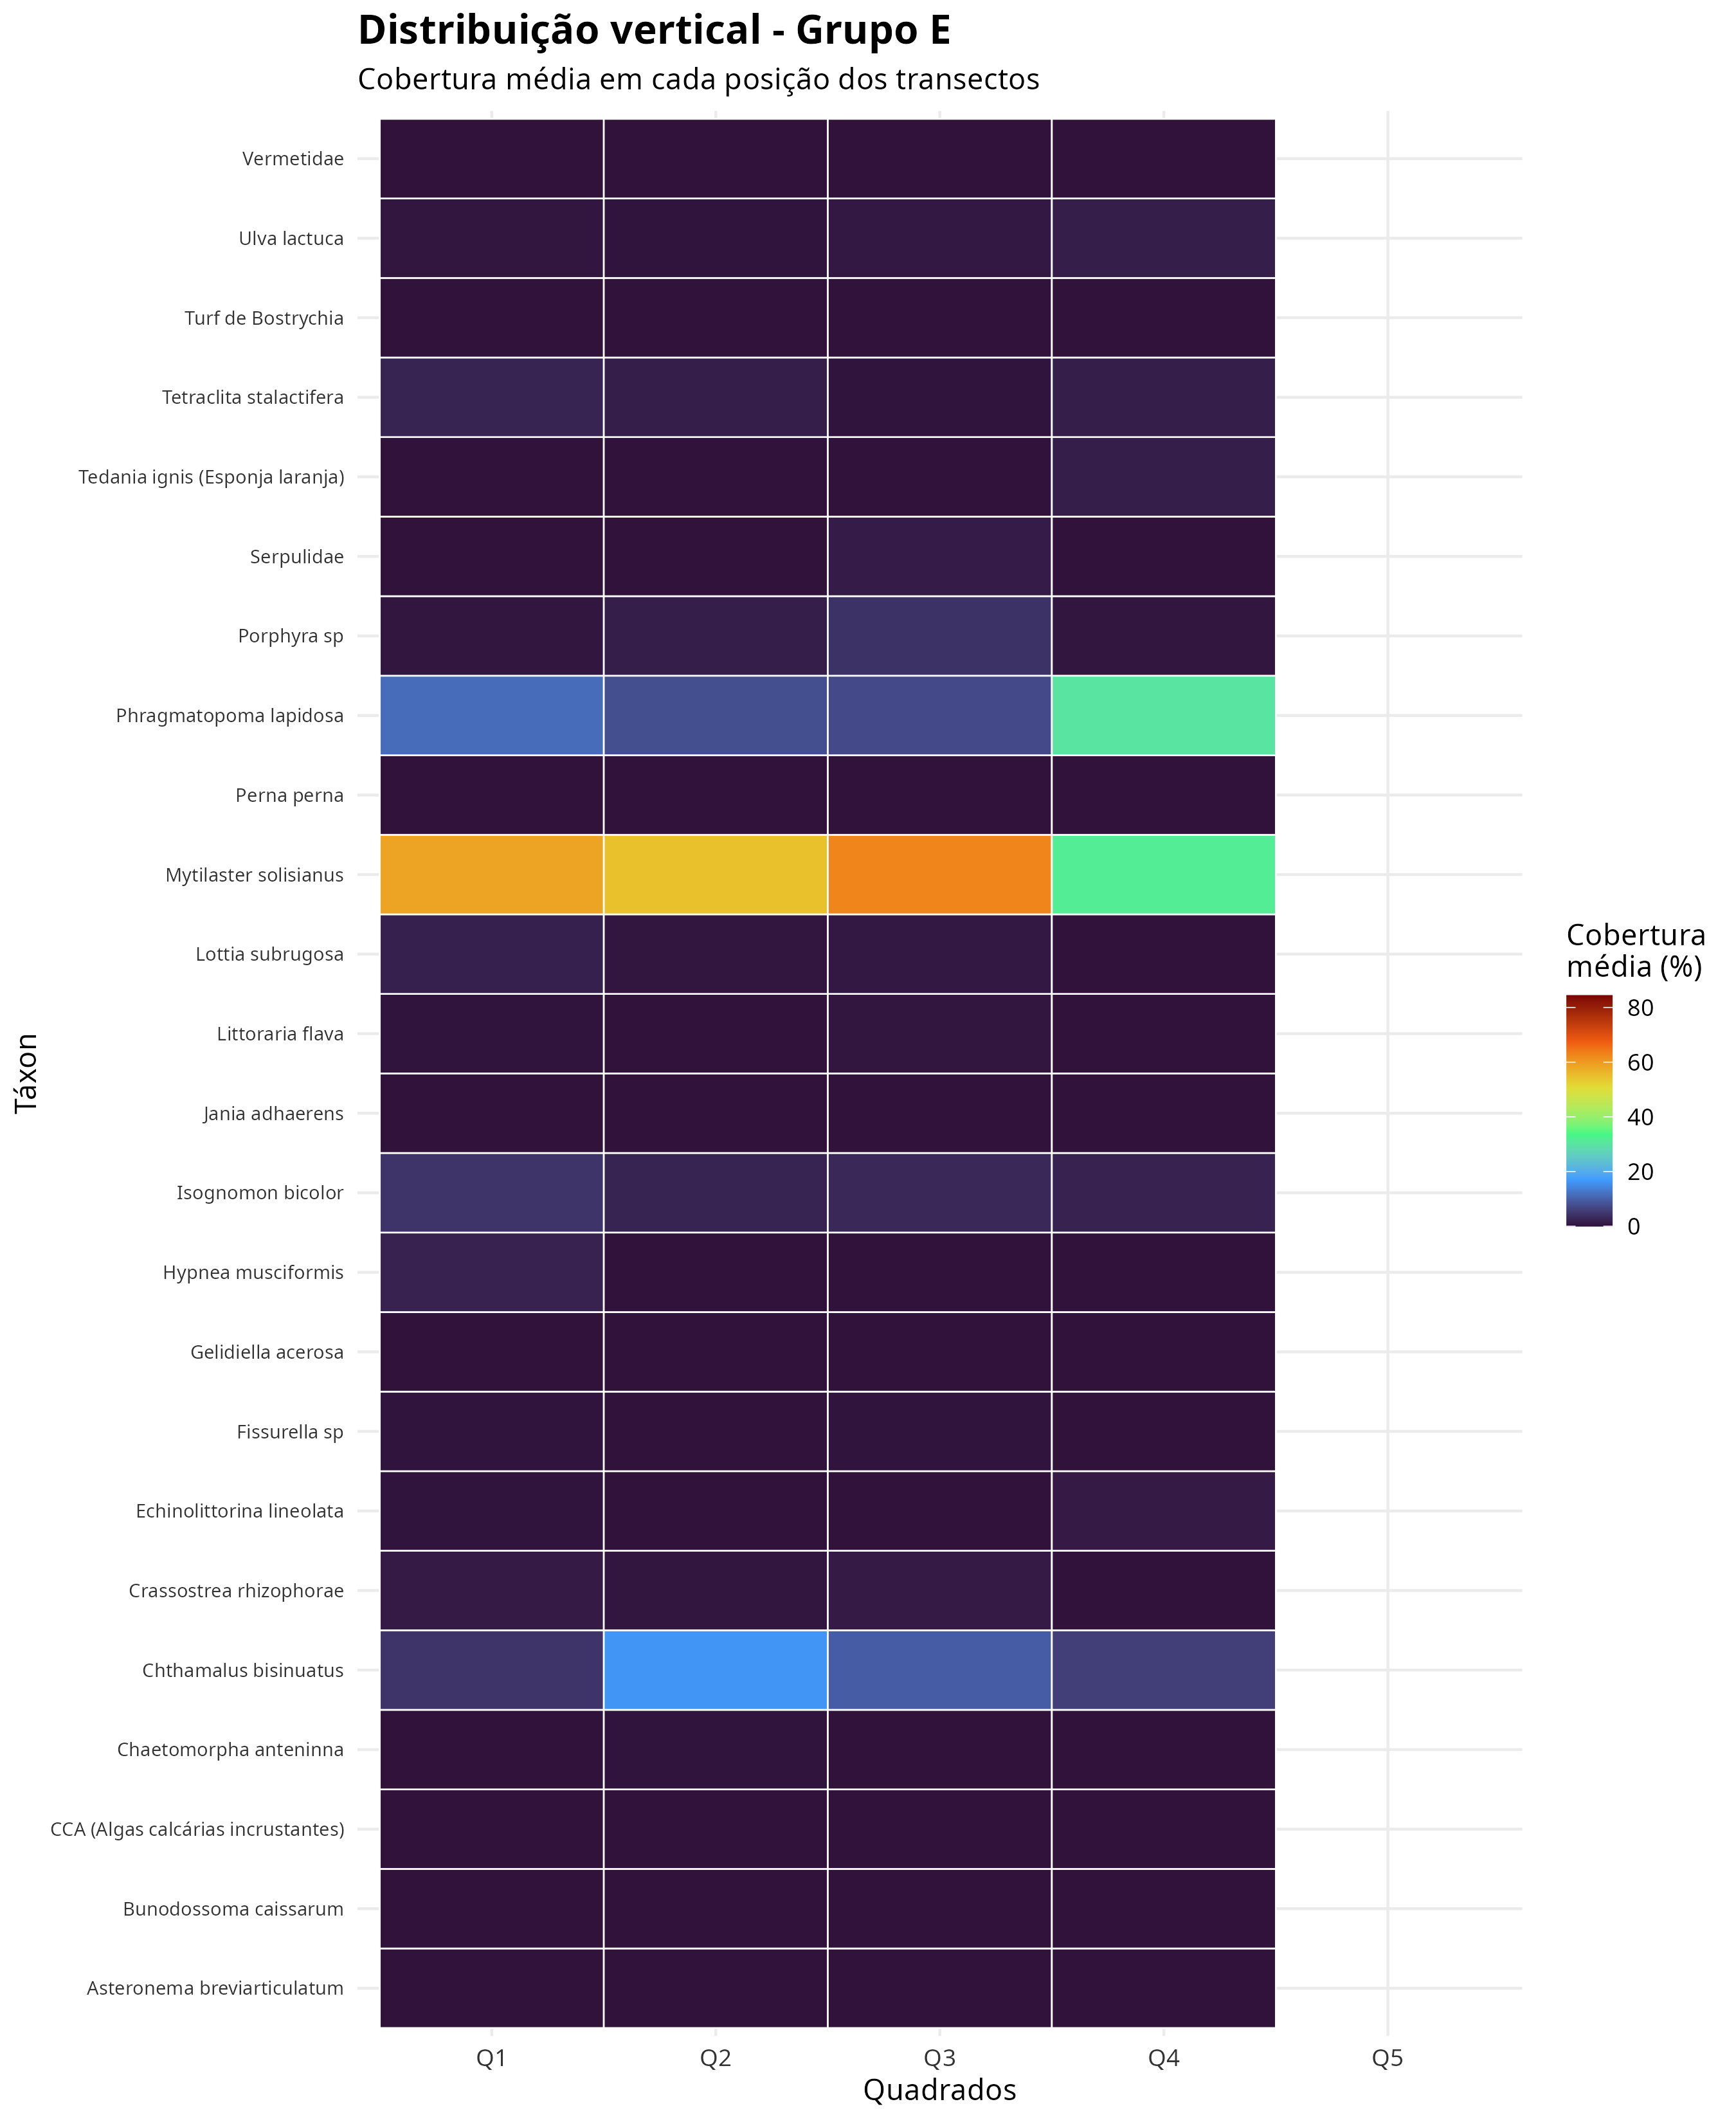 Distribuição vertical - Grupo E
Cobertura média em cada posição dos transectos
Táxon
Vermetidae
Ulva lactuca
Turf de Bostrychia
Tetraclita stalactifera
Tedania ignis (Esponja laranja)
Serpulidae
Porphyra sp
Phragmatopoma lapidosa
Perna perna
Mytilaster solisianus
Lottia subrugosa
Littoraria flava
Jania adhaerens
Isognomon bicolor
Hypnea musciformis
Gelidiella acerosa
Fissurella sp
Echinolittorina lineolata
Crassostrea rhizophorae
Chthamalus bisinuatus
Chaetomorpha anteninna
CCA (Algas calcárias incrustantes)
Bunodossoma caissarum
Asteronema breviarticulatum
Q1 Q2 Q3 Q4 Q5
Quadrados
Cobertura
média (%)
80
60
40
20
0